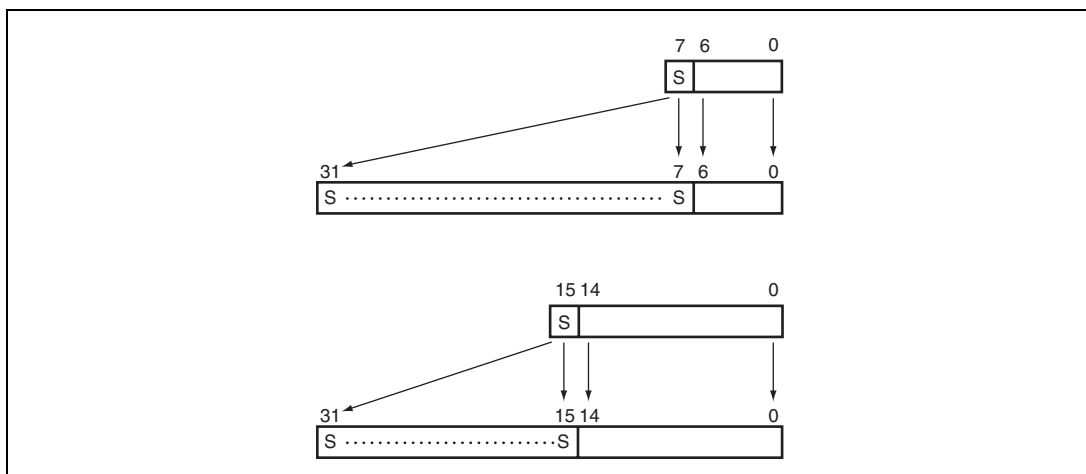 7 6 0
S
31 7 6 0
S ....................................... S
15 14 0
S
31 15 14 0
S ..........................S